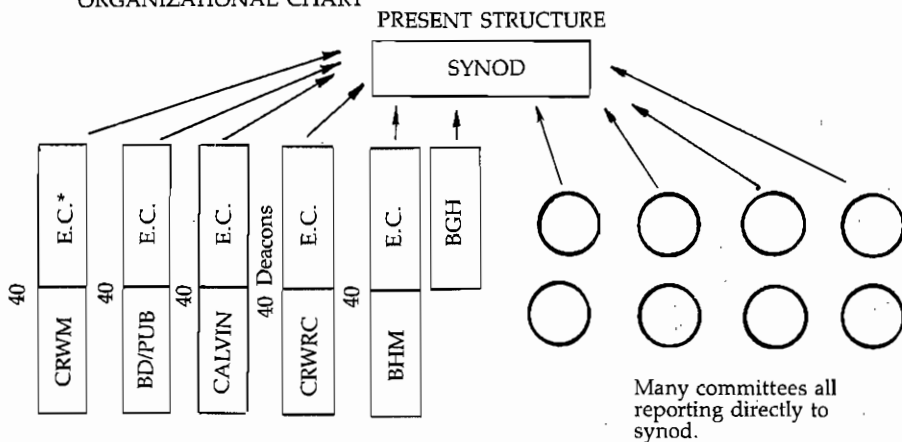 ORGANIZATIONAL CHART
PRESENT STRUCTURE
SYNOD
E.C.*
E.C.
E.C.
E.C.
E.C.
BGH
40
40
40
40 Deacons
40
CRWM
BD/PUB
CALVIN
CRWRC
BHM
Many committees all
reporting directly to
synod.